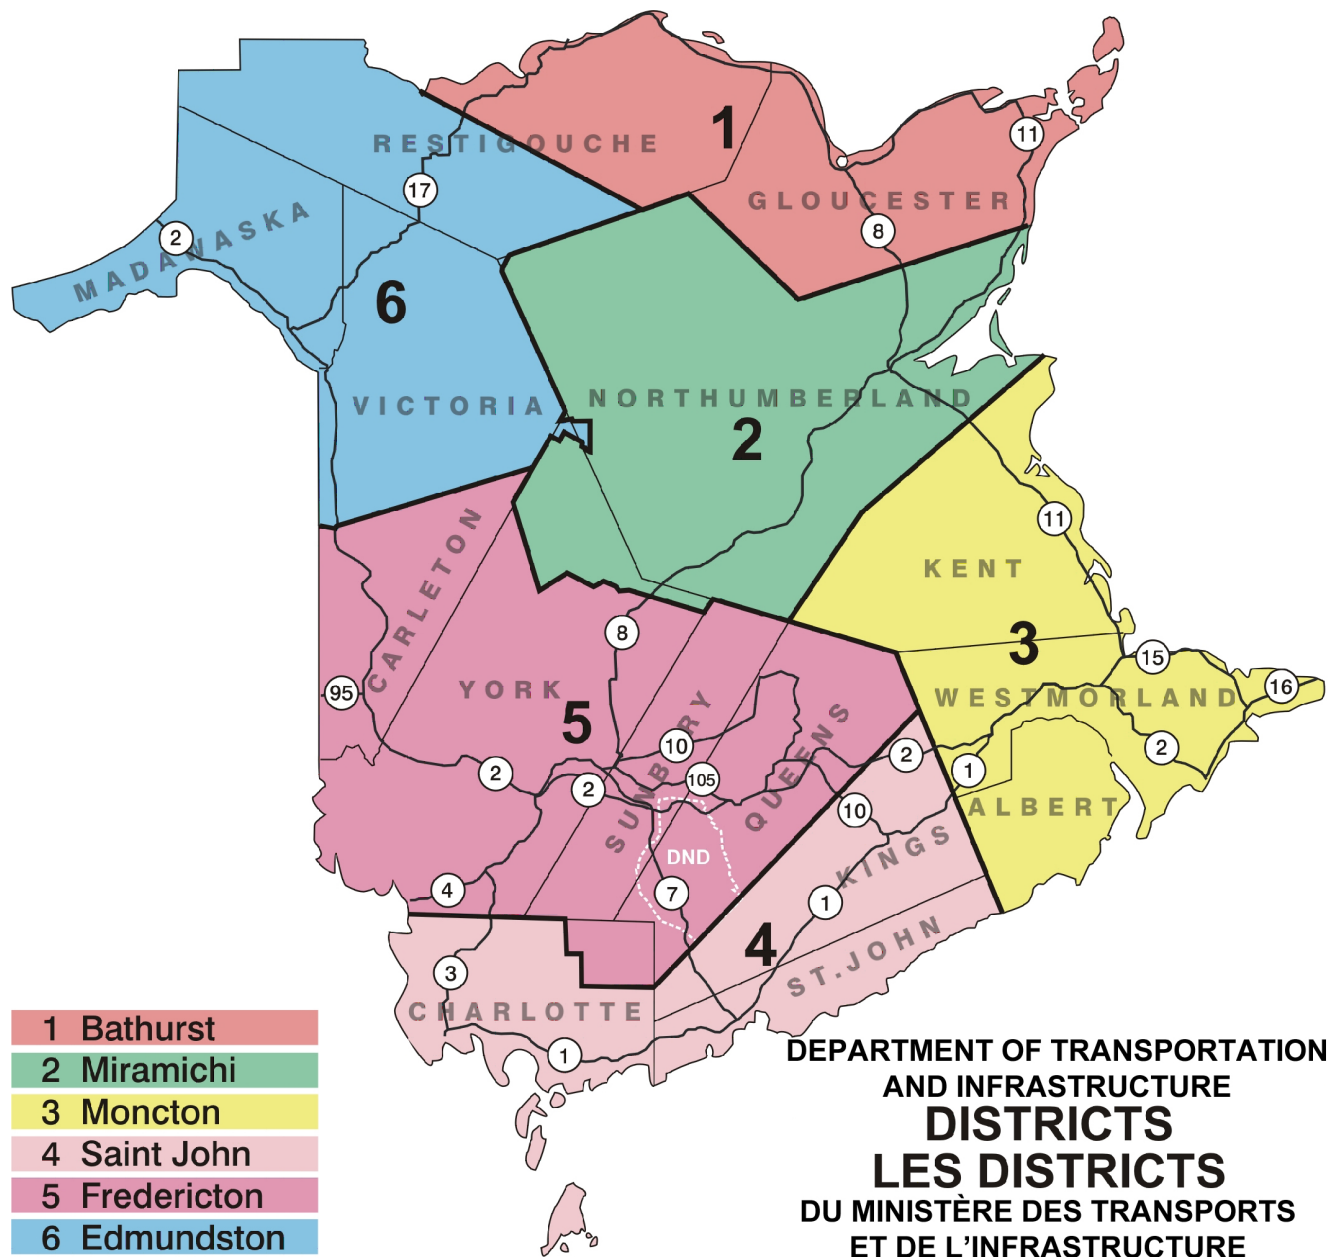 1
11
RESTIGOUCHE
17
GLOUCESTER
8
2
MADAWASKA
6
VICTORIA
NORTHUMBERLAND
2
11
CARLETON
KENT
8
3
15
95
YORK
16
WESTMORLAND
5
SUNBURY
10
QUEENS
2
2
1
2
105
2
10
ALBERT
DND
KINGS
4
7
1
4
ST.JOHN
3
CHARLOTTE
1
1 Bathurst
2 Miramichi
3 Moncton
4 Saint John
5 Fredericton
6 Edmundston
DEPARTMENT OF TRANSPORTATION
AND INFRASTRUCTURE
DISTRICTS
LES DISTRICTS
DU MINISTÈRE DES TRANSPORTS
ET DE L'INFRASTRUCTURE